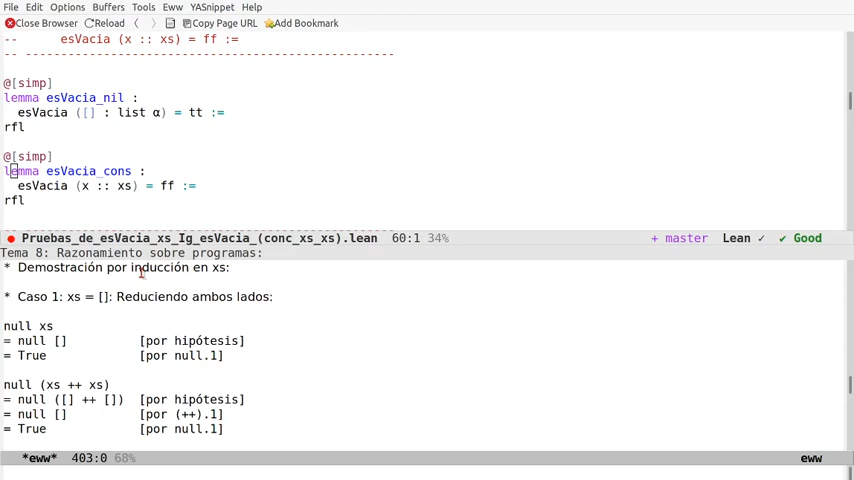 File Edit Options Buffers Tools Eww YASnippet Help
Close Browser Reload Copy Page URL Add Bookmark
--      esVacia (x :: xs) = ff :=
-- ----------------------------------------------------
@[simp]
lemma esVacia_nil :
  esVacia ([] : list α) = tt :=
rfl
@[simp]
lemma esVacia_cons :
  esVacia (x :: xs) = ff :=
rfl
Pruebas_de_esVacia_xs_Ig_esVacia_(conc_xs_xs).lean 60:1 34% + master Lean ✓ ✔ Good
Tema 8: Razonamiento sobre programas:
* Demostración por inducción en xs:
* Caso 1: xs = []: Reduciendo ambos lados:
null xs
= null [] [por hipótesis]
= True [por null.1]
null (xs ++ xs)
= null ([] ++ []) [por hipótesis]
= null [] [por (++).1]
= True [por null.1]
*eww* 403:0 68% eww